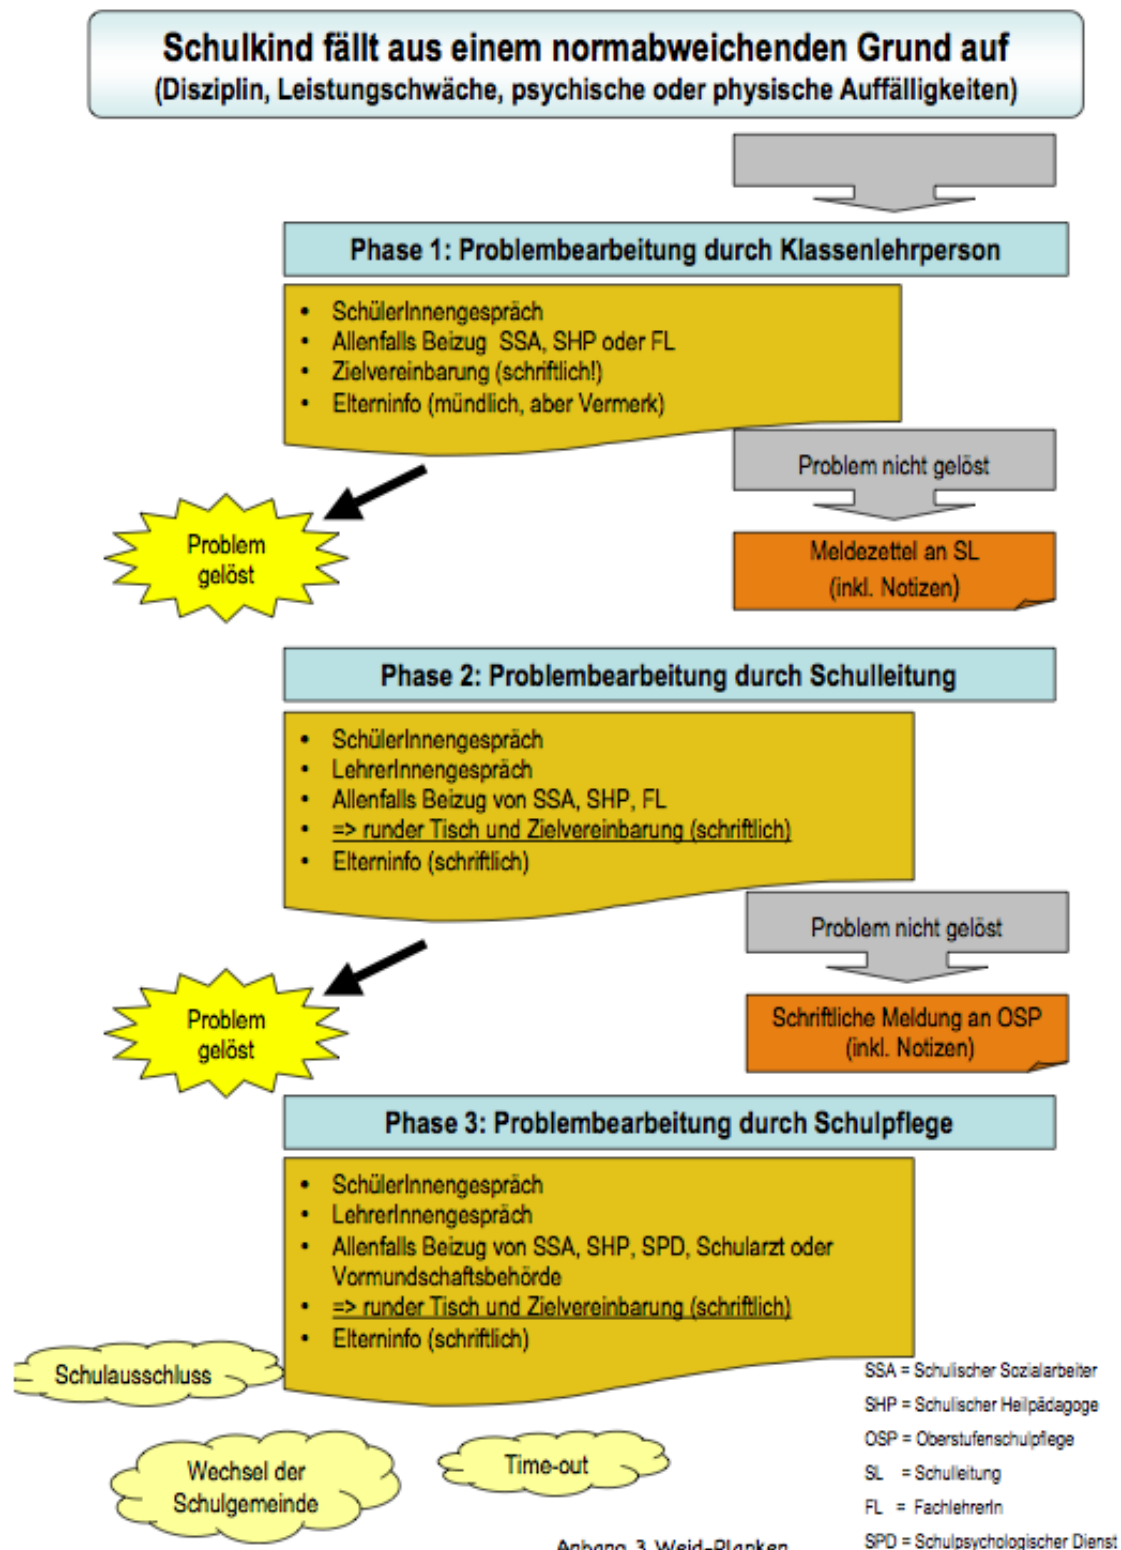 Schulkind fällt aus einem normabweichenden Grund auf
(Disziplin, Leistungschwäche, psychische oder physische Auffälligkeiten)
Phase 1: Problembearbeitung durch Klassenlehrperson
• SchülerInnengespräch
• Allenfalls Beizug SSA, SHP oder FL
• Zielvereinbarung (schriftlich!)
• Elterninfo (mündlich, aber Vermerk)
Problem nicht gelöst
Problem
gelöst
Meldezettel an SL
(inkl. Notizen)
Phase 2: Problembearbeitung durch Schulleitung
• SchülerInnengespräch
• LehrerInnengespräch
• Allenfalls Beizug von SSA, SHP, FL
• => runder Tisch und Zielvereinbarung (schriftlich)
• Elterninfo (schriftlich)
Problem nicht gelöst
Problem
gelöst
Schriftliche Meldung an OSP
(inkl. Notizen)
Phase 3: Problembearbeitung durch Schulpflege
• SchülerInnengespräch
• LehrerInnengespräch
• Allenfalls Beizug von SSA, SHP, SPD, Schularzt oder
Vormundschaftsbehörde
• => runder Tisch und Zielvereinbarung (schriftlich)
• Elterninfo (schriftlich)
Schulausschluss
Wechsel der
Schulgemeinde
Time-out
SSA = Schulischer Sozialarbeiter
SHP = Schulischer Heilpädagoge
OSP = Oberstufenschulpflege
SL = Schulleitung
FL = FachlehrerIn
SPD = Schulpsychologischer Dienst
Anhang 3 Weid-Planken